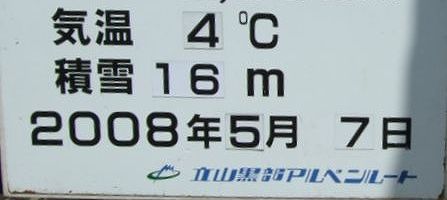 気温 4℃
積雪 16 m
2008年5月 7日
立山黒部アルペンルート